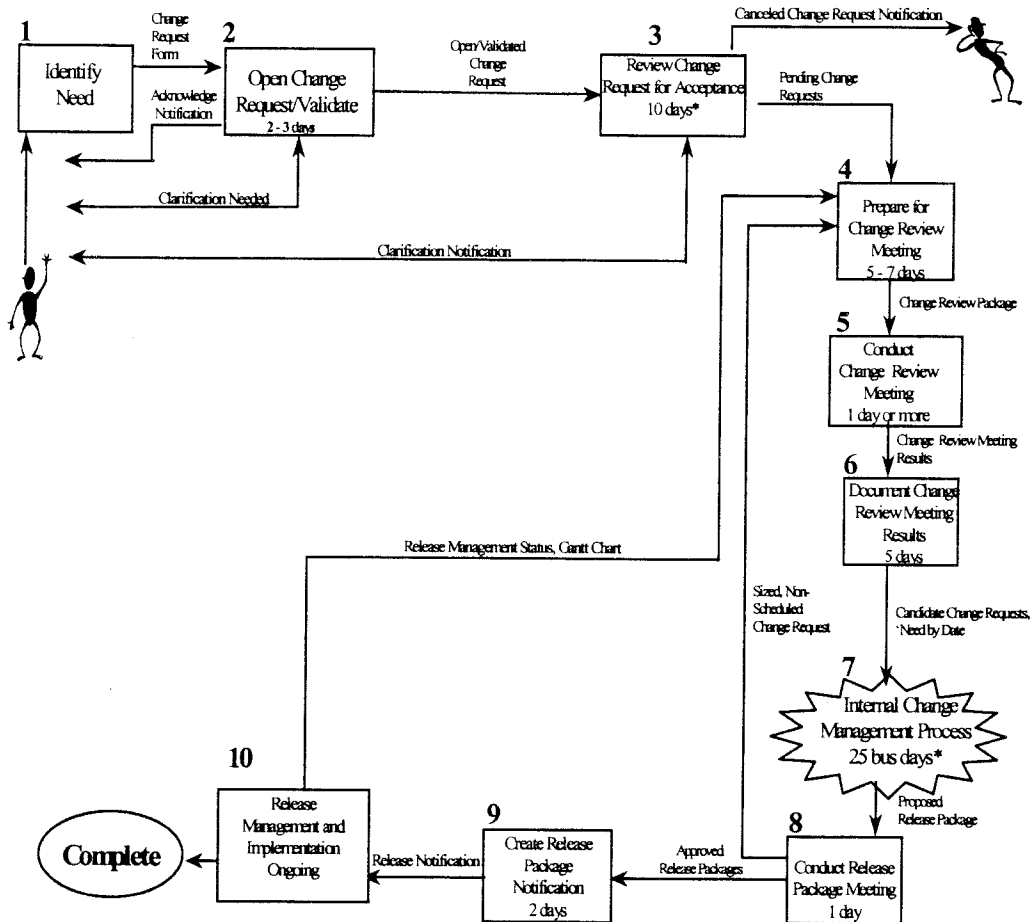 1
Identify
Need
Change
Request
Form
2
Open Change
Request/Validate
2 - 3 days
Acknowledge
Notification
Clarification Needed
Clarification Notification
Open/Validated
Change
Request
3
Review Change
Request for Acceptance
10 days*
Canceled Change Request Notification
Pending Change
Requests
4
Prepare for
Change Review
Meeting
5 - 7 days
Change Review Package
5
Conduct
Change Review
Meeting
1 day or more
Change Review Meeting
Results
6
Document Change
Review Meeting
Results
5 days
Candidate Change Requests,
'Need by Date
Release Management Status, Gantt Chart
Sized, Non-
Scheduled
Change Request
7
Internal Change
Management Process
25 bus days*
Proposed
Release Package
8
Conduct Release
Package Meeting
1 day
Approved
Release Packages
9
Create Release
Package
Notification
2 days
Release Notification
10
Release
Management and
Implementation
Ongoing
Complete